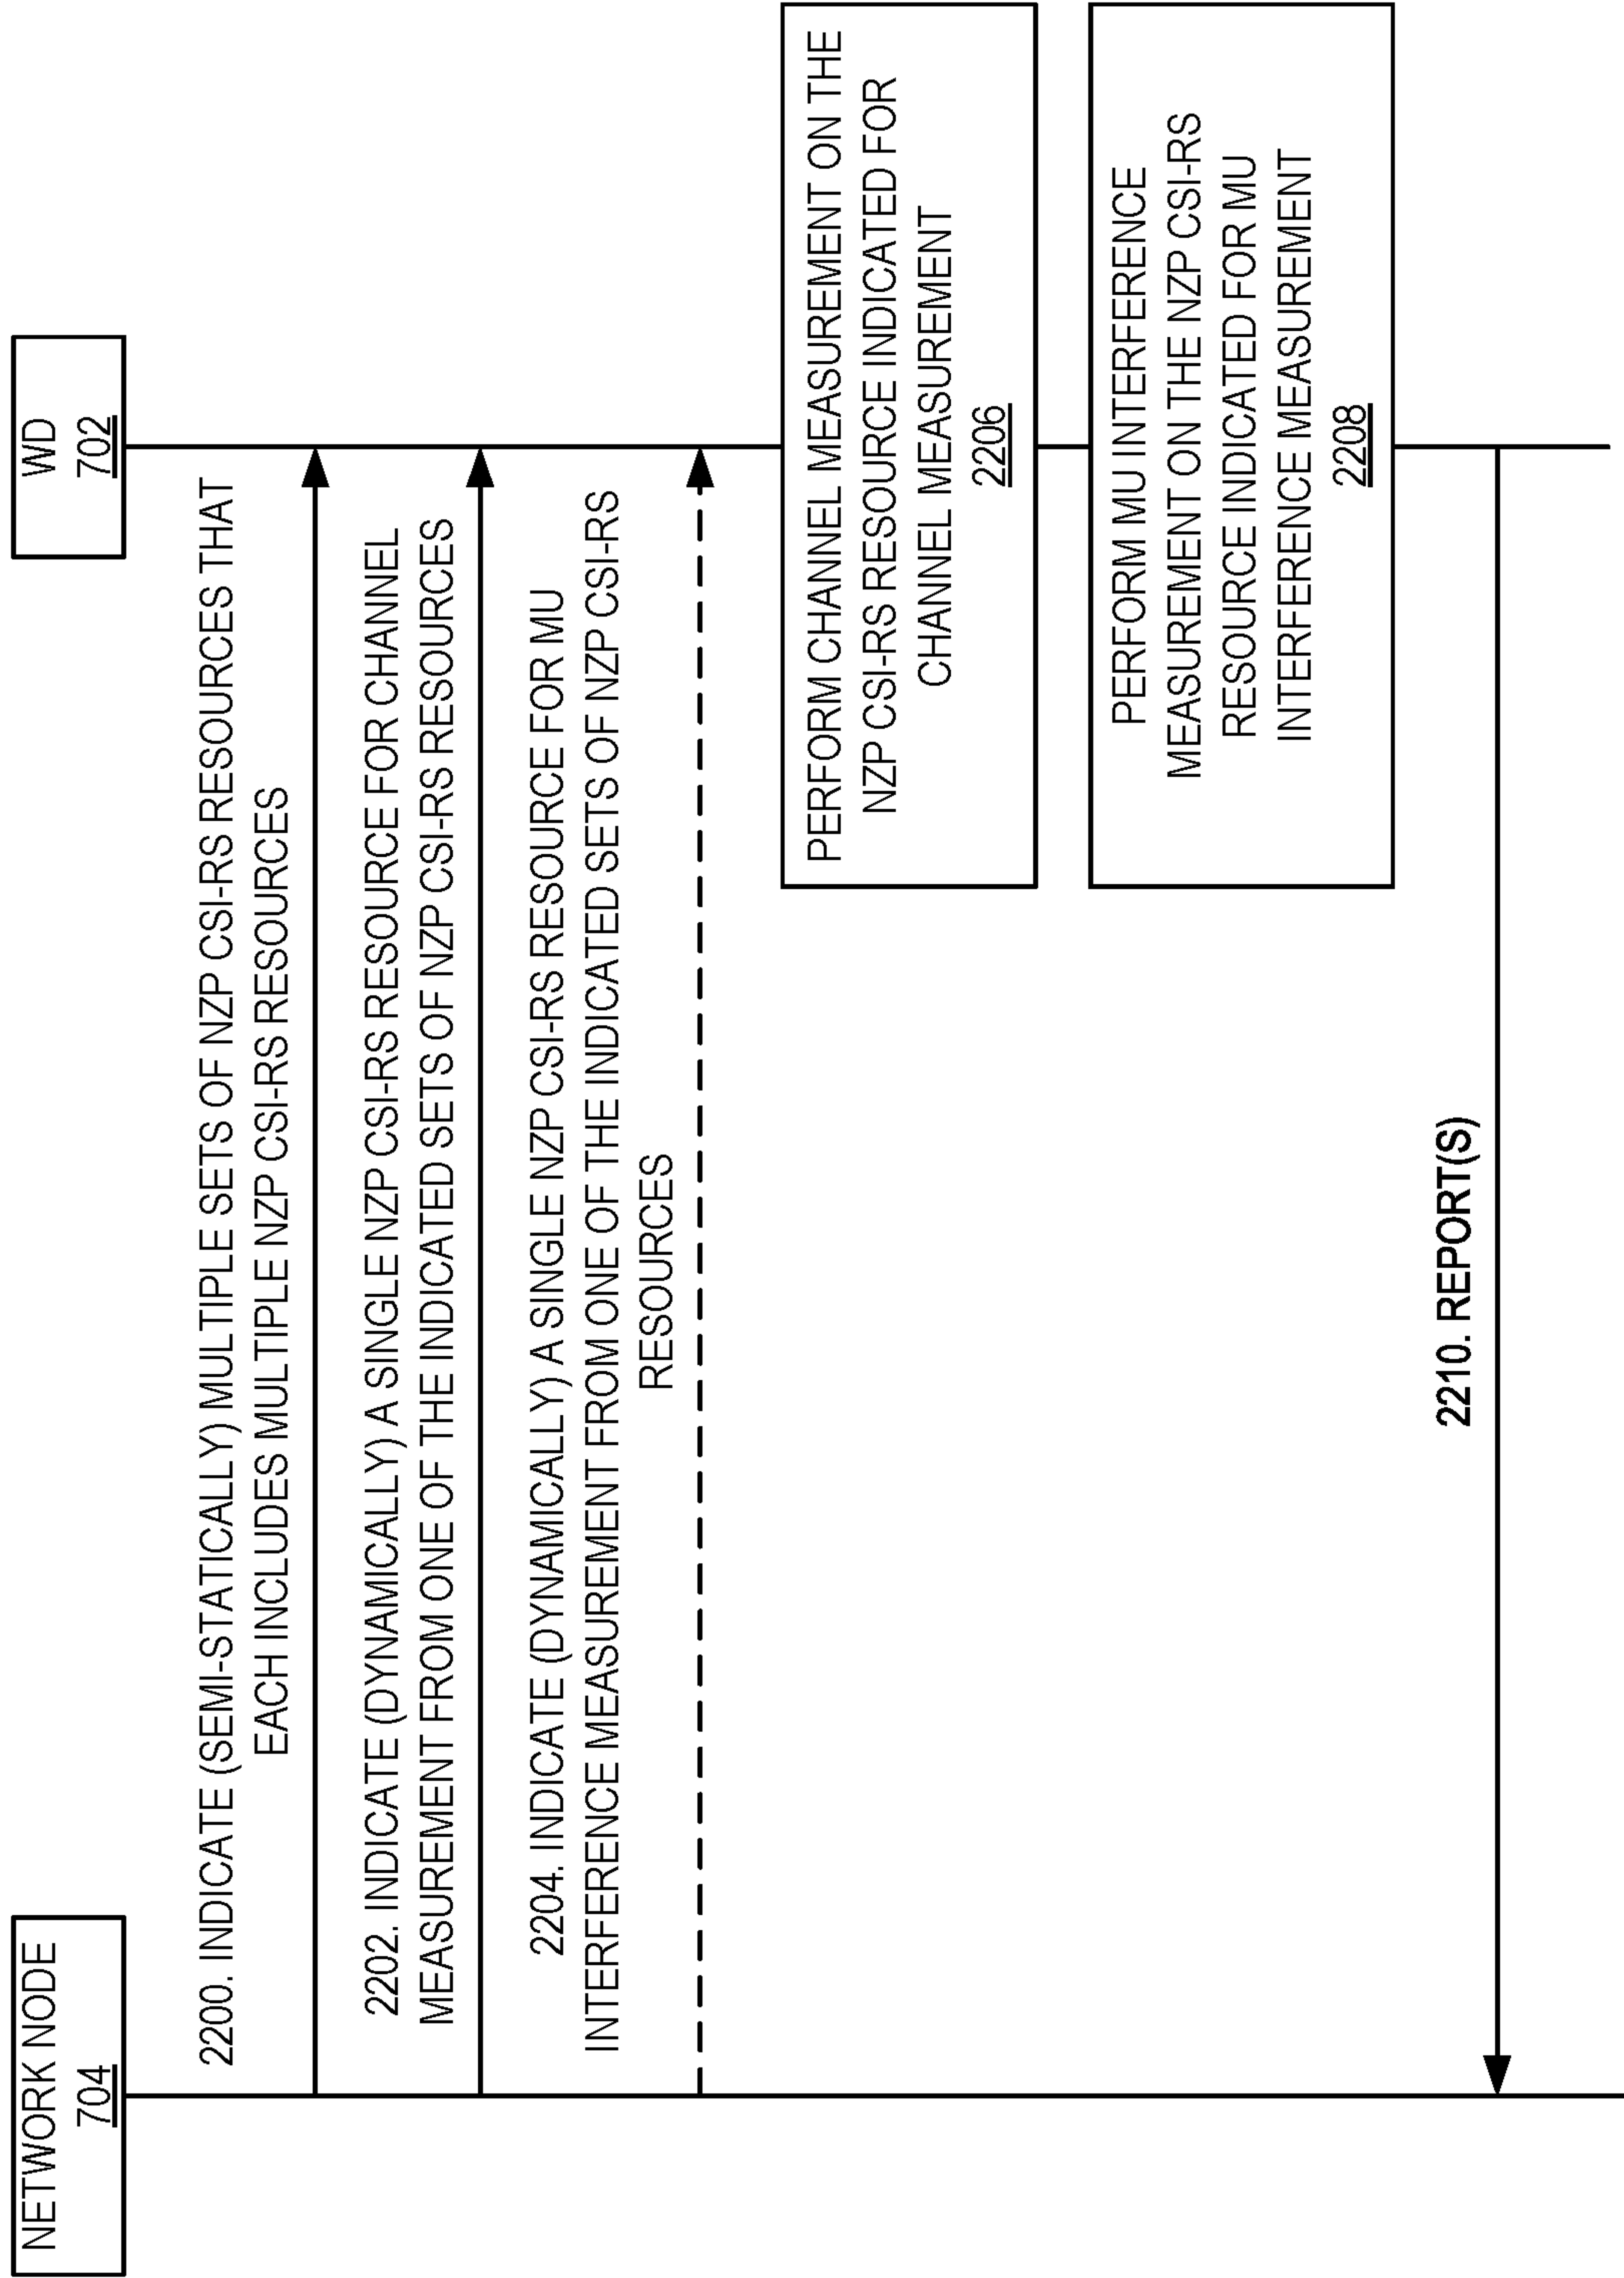 NETWORK NODE
704
WD
702
2200. INDICATE (SEMI-STATICALLY) MULTIPLE SETS OF NZP CSI-RS RESOURCES THAT
EACH INCLUDES MULTIPLE NZP CSI-RS RESOURCES
2202. INDICATE (DYNAMICALLY) A SINGLE NZP CSI-RS RESOURCE FOR CHANNEL
MEASUREMENT FROM ONE OF THE INDICATED SETS OF NZP CSI-RS RESOURCES
2204. INDICATE (DYNAMICALLY) A SINGLE NZP CSI-RS RESOURCE FOR MU
INTERFERENCE MEASUREMENT FROM ONE OF THE INDICATED SETS OF NZP CSI-RS
RESOURCES
PERFORM CHANNEL MEASUREMENT ON THE
NZP CSI-RS RESOURCE INDICATED FOR
CHANNEL MEASUREMENT
2206
PERFORM MU INTERFERENCE
MEASUREMENT ON THE NZP CSI-RS
RESOURCE INDICATED FOR MU
INTERFERENCE MEASUREMENT
2208
2210. REPORT(S)